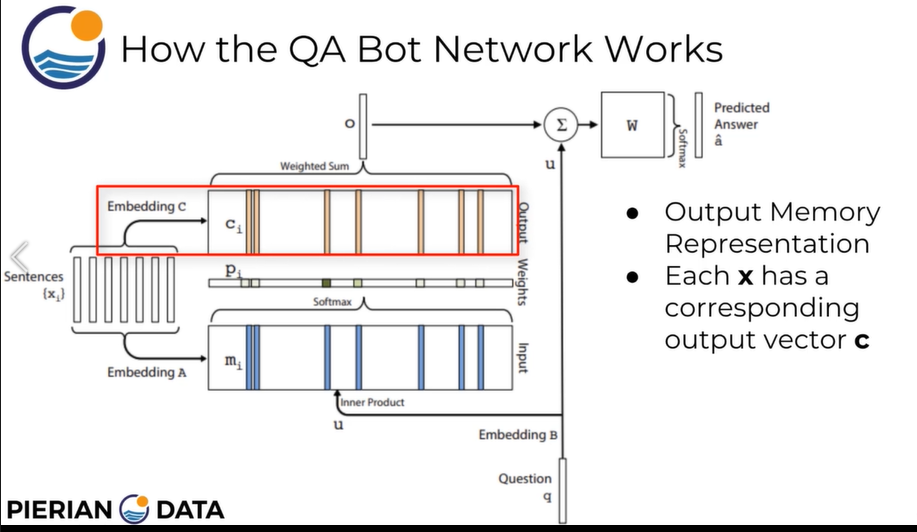 How the QA Bot Network Works
o
Σ
W
Softmax
Predicted
Answer
â
u
Weighted Sum
Embedding C
c_i
Output
Sentences
{x_i}
p_i
Weights
Softmax
m_i
Input
Embedding A
Inner Product
u
Embedding B
Question
q
● Output Memory
Representation
● Each x has a
corresponding
output vector c
PIERIAN DATA